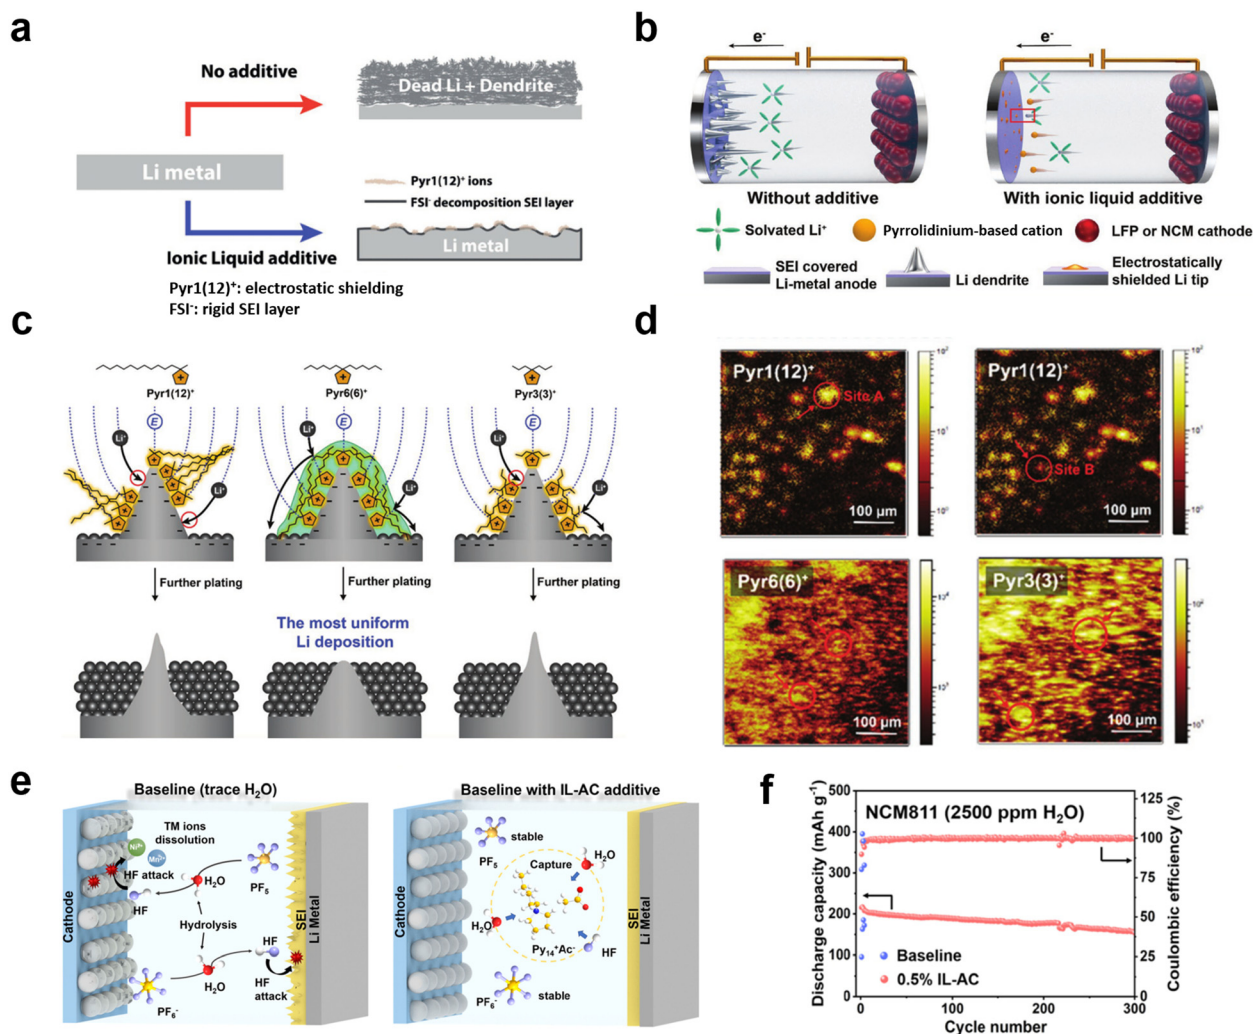 a
No additive
Dead Li + Dendrite
Li metal
Pyr1(12)⁺ ions
FSI⁻ decomposition SEI layer
Li metal
Ionic Liquid additive
Pyr1(12)⁺: electrostatic shielding
FSI⁻: rigid SEI layer
b
e⁻
e⁻
Without additive
With ionic liquid additive
Solvated Li⁺
Pyrrolidinium-based cation
LFP or NCM cathode
SEI covered
Li-metal anode
Li dendrite
Electrostatically
shielded Li tip
c
Pyr1(12)⁺
Pyr6(6)⁺
Pyr3(3)⁺
E
E
E
Li⁺
Li⁺
Li⁺
Li⁺
Li⁺
Li⁺
Further plating
Further plating
Further plating
The most uniform
Li deposition
d
Pyr1(12)⁺
Site A
100 µm
10²
10¹
10⁰
Pyr1(12)⁺
Site B
100 µm
10²
10¹
10⁰
Pyr6(6)⁺
100 µm
10⁴
10³
Pyr3(3)⁺
100 µm
e
Baseline (trace H₂O)
Cathode
TM ions
dissolution
HF attack
HF
H₂O
PF₅
Hydrolysis
HF
H₂O
HF
attack
PF₆⁻
SEI
Li Metal
Baseline with IL-AC additive
Cathode
stable
PF₅
Capture
H₂O
H₂O
Py₁₄⁺Ac⁻
HF
stable
PF₆⁻
SEI
Li Metal
f
NCM811 (2500 ppm H₂O)
Discharge capacity (mAh g⁻¹)
500
400
300
200
100
0
Coulombic efficiency (%)
125
100
75
50
25
0
Baseline
0.5% IL-AC
0
100
200
300
Cycle number